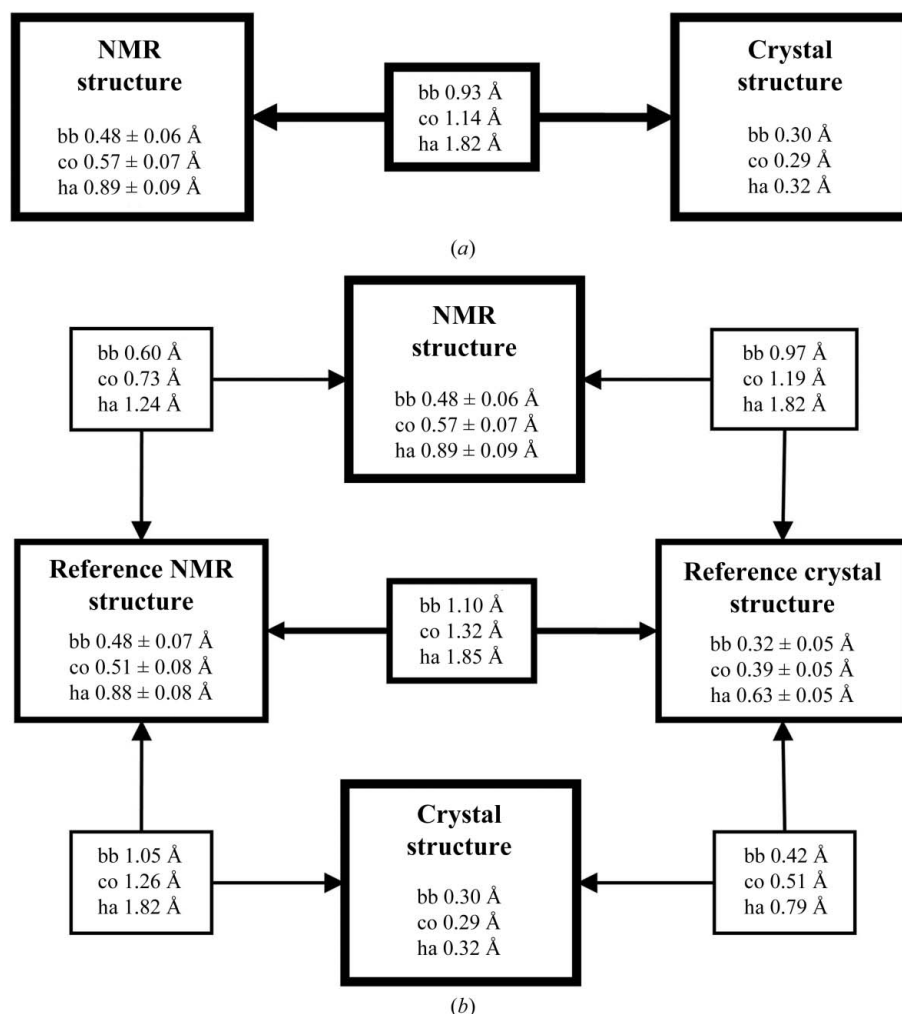 NMR
structure
bb 0.48 ± 0.06 Å
co 0.57 ± 0.07 Å
ha 0.89 ± 0.09 Å
bb 0.93 Å
co 1.14 Å
ha 1.82 Å
Crystal
structure
bb 0.30 Å
co 0.29 Å
ha 0.32 Å
(a)
bb 0.60 Å
co 0.73 Å
ha 1.24 Å
NMR
structure
bb 0.48 ± 0.06 Å
co 0.57 ± 0.07 Å
ha 0.89 ± 0.09 Å
bb 0.97 Å
co 1.19 Å
ha 1.82 Å
Reference NMR
structure
bb 0.48 ± 0.07 Å
co 0.51 ± 0.08 Å
ha 0.88 ± 0.08 Å
bb 1.10 Å
co 1.32 Å
ha 1.85 Å
Reference crystal
structure
bb 0.32 ± 0.05 Å
co 0.39 ± 0.05 Å
ha 0.63 ± 0.05 Å
bb 1.05 Å
co 1.26 Å
ha 1.82 Å
Crystal
structure
bb 0.30 Å
co 0.29 Å
ha 0.32 Å
bb 0.42 Å
co 0.51 Å
ha 0.79 Å
(b)